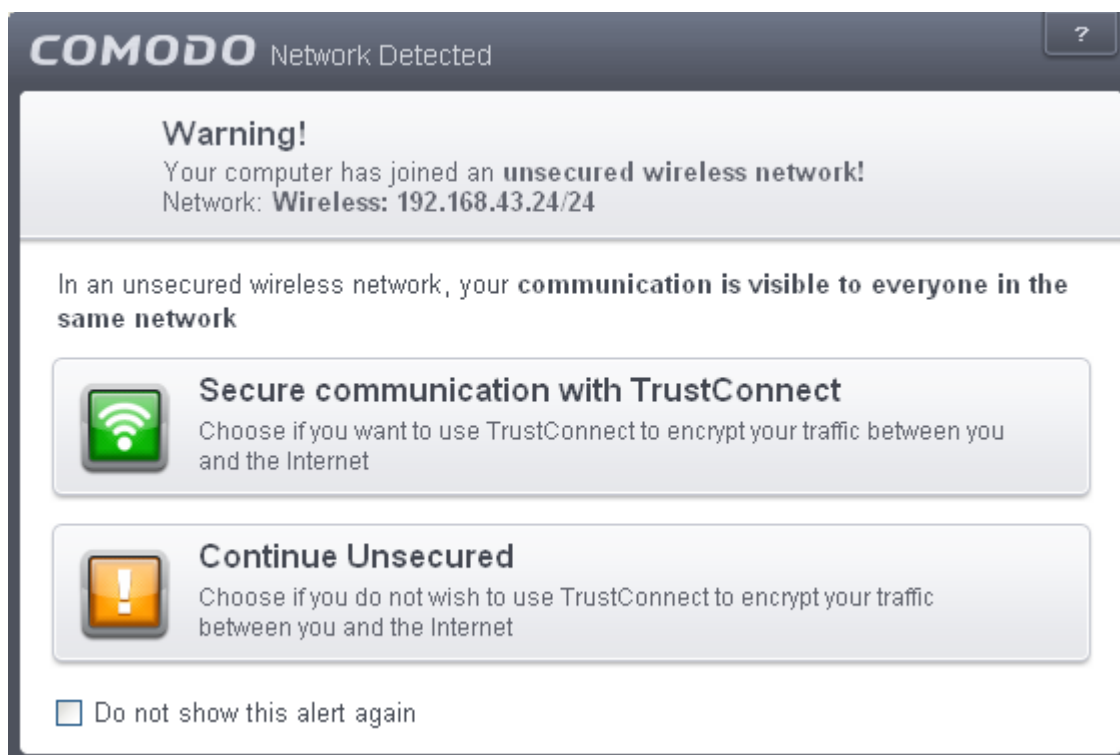 COMODO Network Detected
?
Warning!
Your computer has joined an unsecured wireless network!
Network: Wireless: 192.168.43.24/24
In an unsecured wireless network, your communication is visible to everyone in the
same network
Secure communication with TrustConnect
Choose if you want to use TrustConnect to encrypt your traffic between you
and the Internet
Continue Unsecured
Choose if you do not wish to use TrustConnect to encrypt your traffic
between you and the Internet
Do not show this alert again